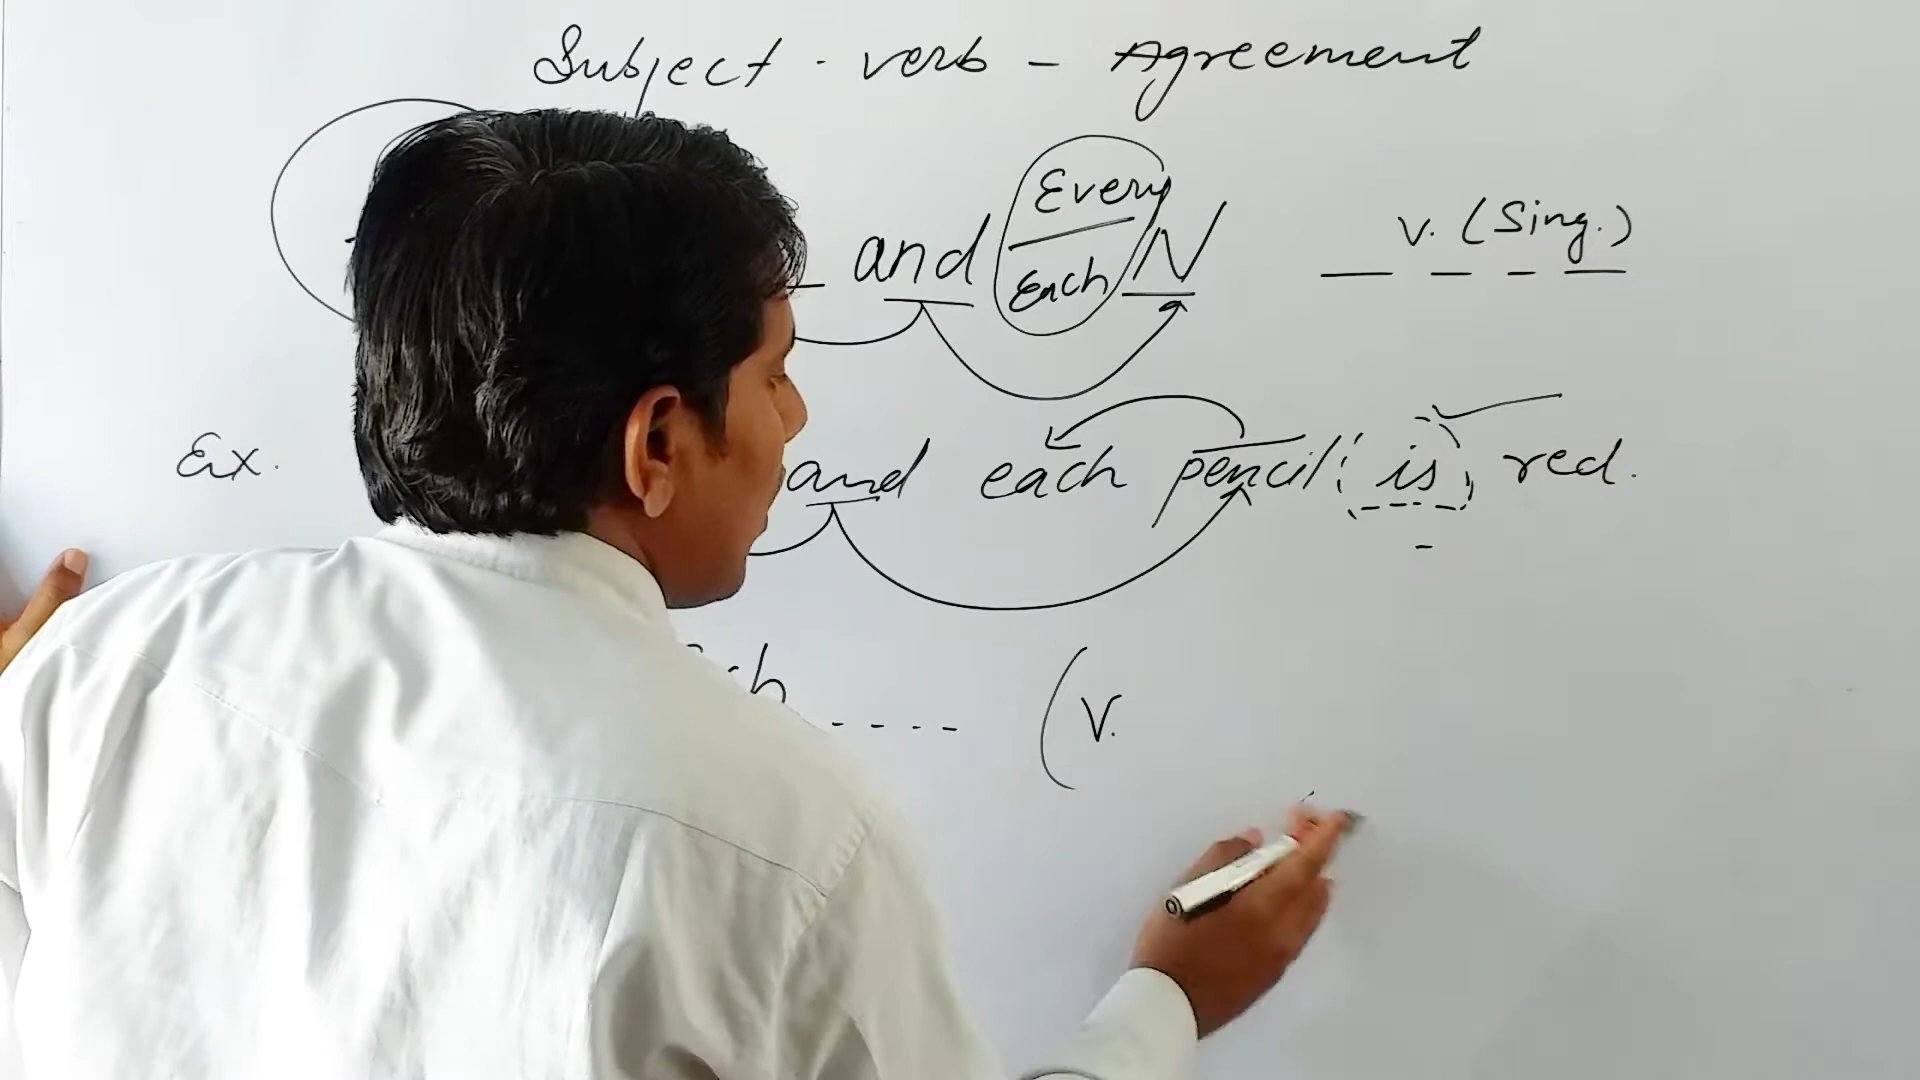 Subject - verb - Agreement
Every
and Each N v. (Sing.)
Ex. and each pencil is red.
---- (V.